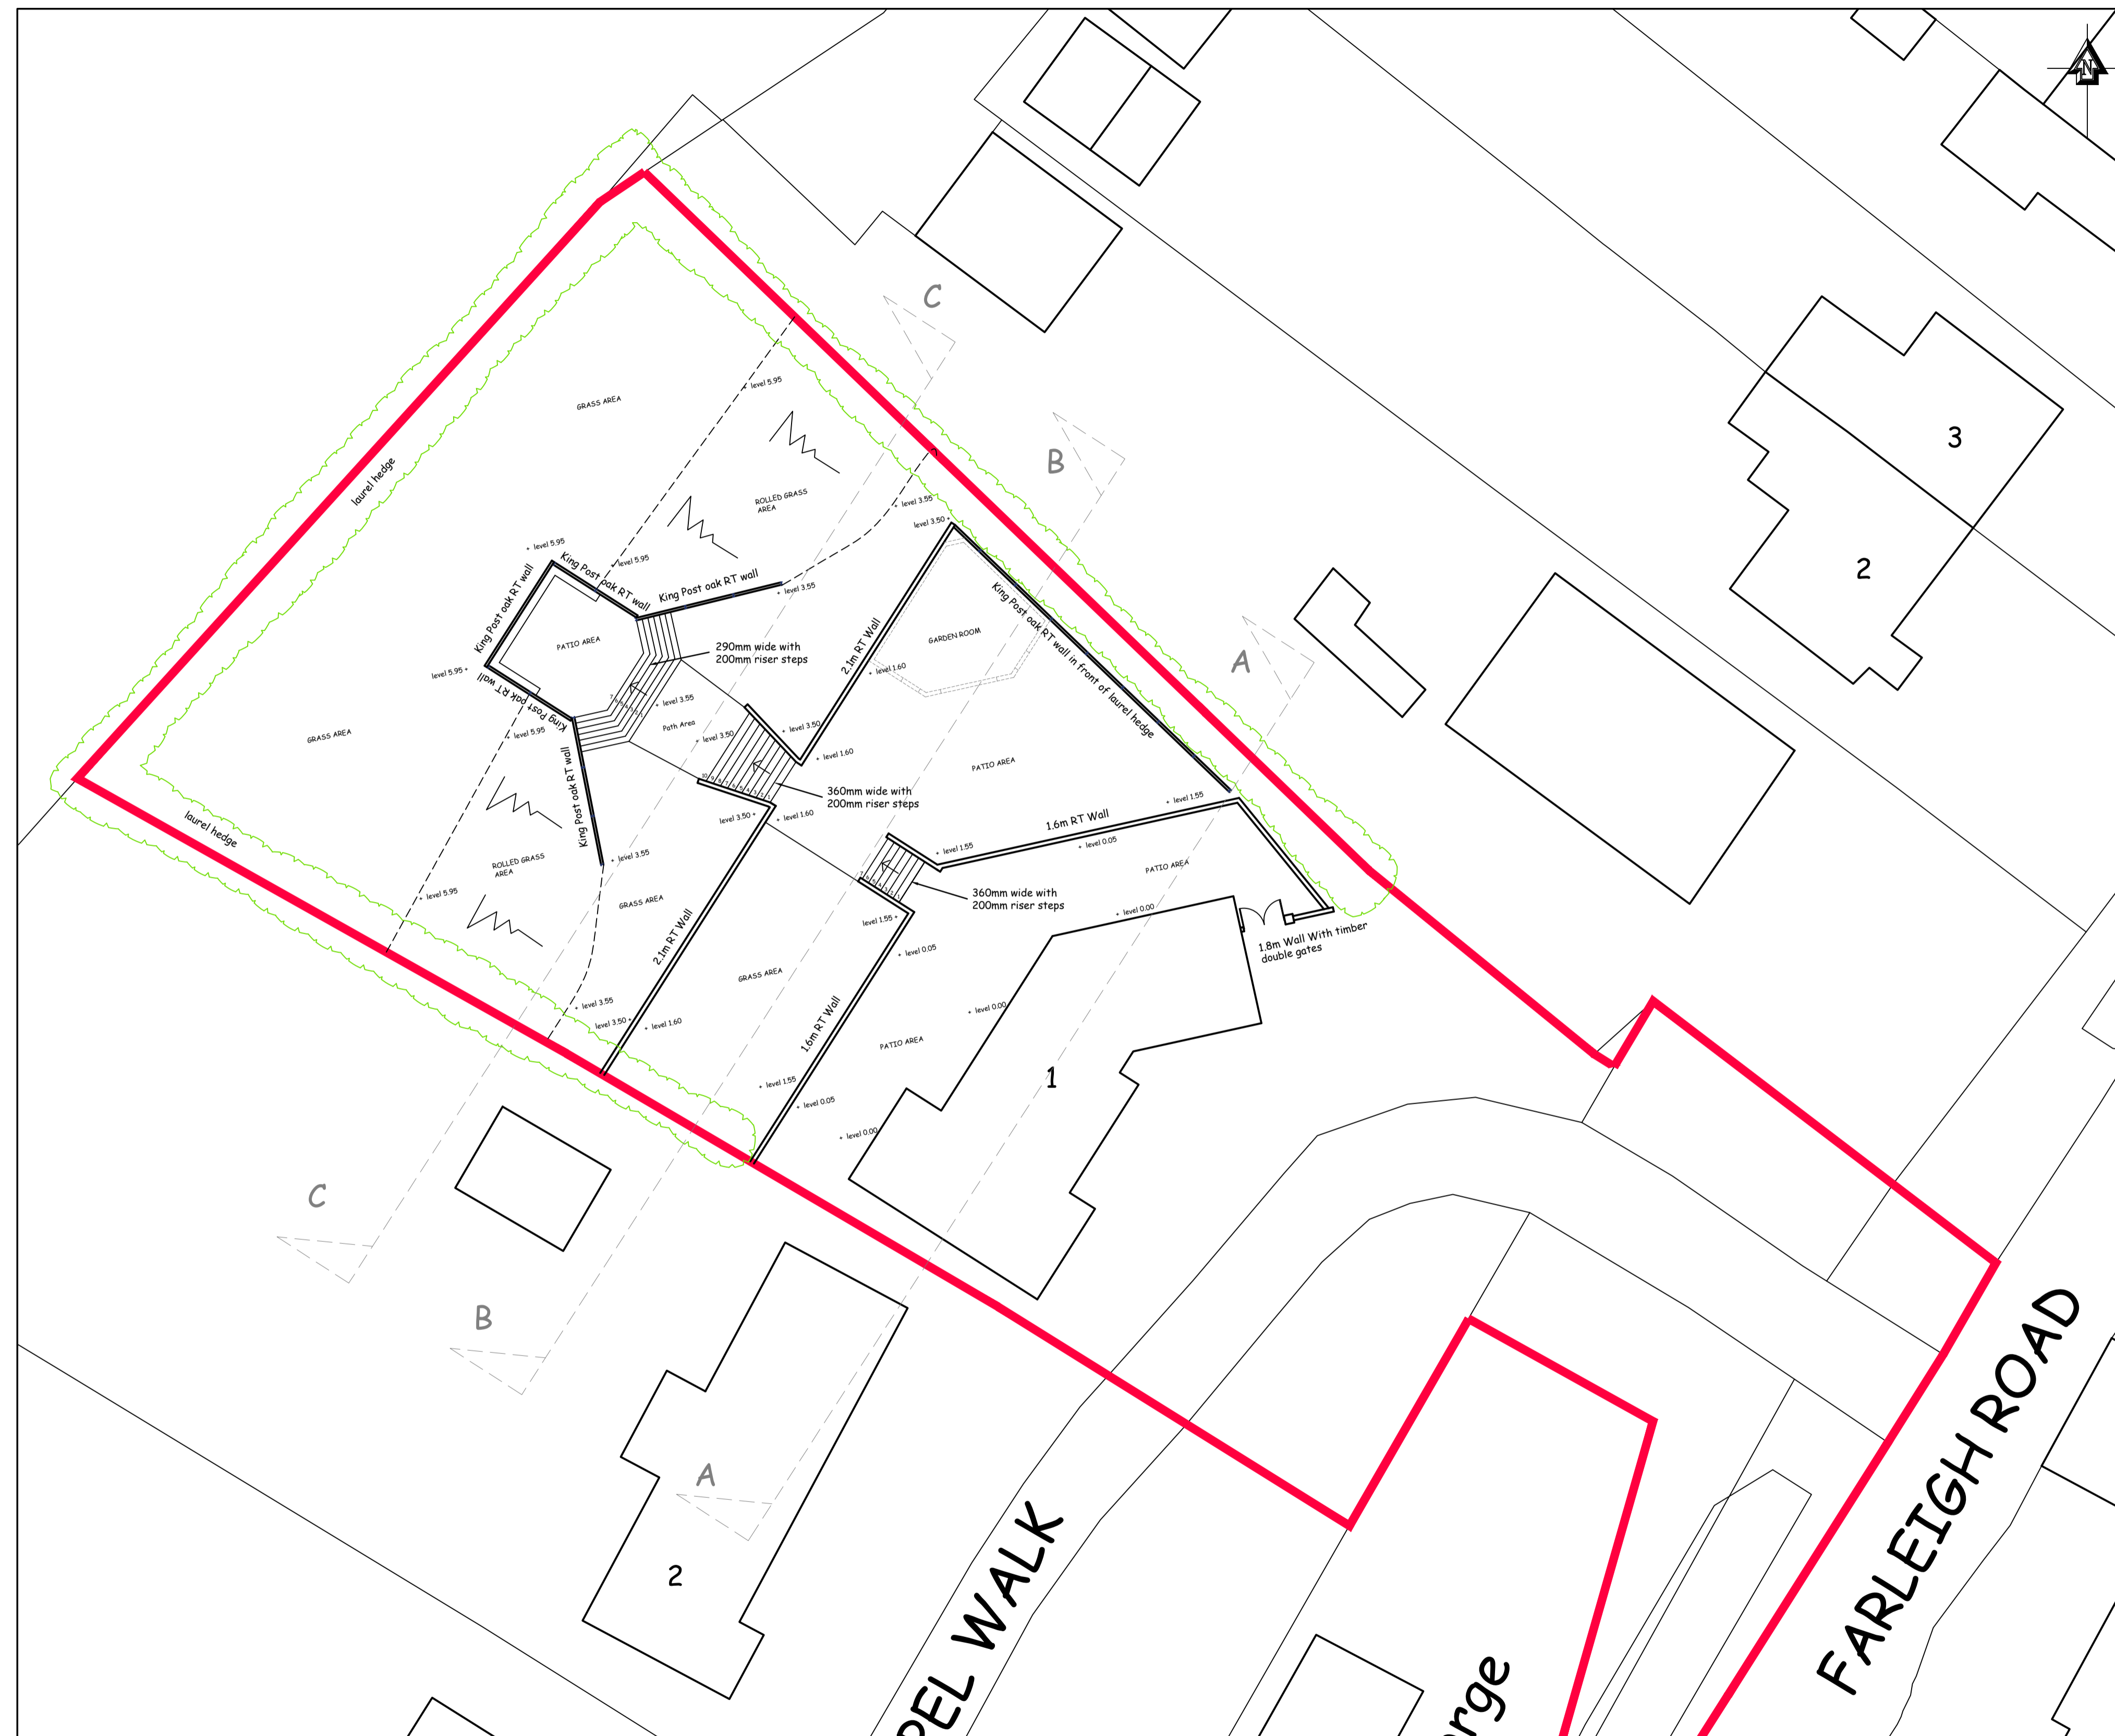 N
C
GRASS AREA
level 5.95
3
B
laurel hedge
ROLLED GRASS
AREA
level 3.55
level 3.50
level 5.95
level 5.95
King Post oak RT wall
King Post oak RT wall
King Post oak RT wall
level 3.55
2
King Post oak RT wall in front of laurel hedge
PATIO AREA
290mm wide with
200mm riser steps
2.1m RT Wall
GARDEN ROOM
level 1.60
A
level 5.95
King Post oak RT wall
level 3.55
Path Area
level 3.50
level 3.50
GRASS AREA
level 5.95
level 1.60
PATIO AREA
King Post oak RT wall
360mm wide with
200mm riser steps
level 1.55
laurel hedge
level 3.50
level 1.60
1.6m RT Wall
level 0.05
level 1.55
level 3.55
PATIO AREA
ROLLED GRASS
AREA
level 5.95
GRASS AREA
360mm wide with
200mm riser steps
level 0.00
level 1.55
2.1m RT Wall
level 0.05
1.8m Wall With timber
double gates
GRASS AREA
level 3.55
level 0.00
level 3.50
level 1.60
1.6m RT Wall
PATIO AREA
1
level 1.55
level 0.05
level 0.00
C
B
A
2
PEL WALK
FARLEIGH ROAD
orge